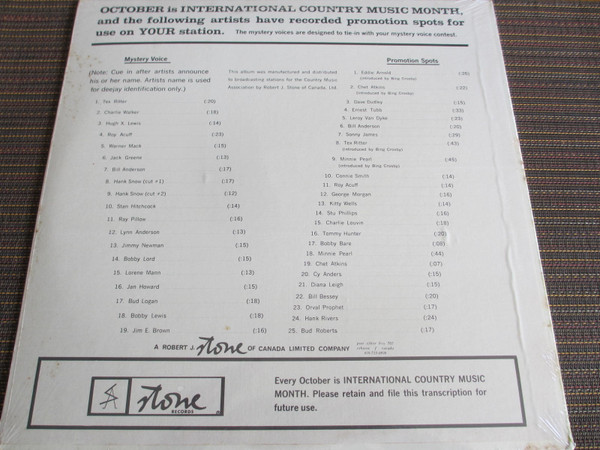 OCTOBER is INTERNATIONAL COUNTRY MUSIC MONTH,
and the following artists have recorded promotion spots for
use on YOUR station. The mystery voices are designed to tie-in with your mystery voice contest.
Mystery Voice
(Note: Cue in after artists announce
his or her name. Artists name is used
for deejay identification only.)
1. Tex Ritter (:20)
2. Charlie Walker (:18)
3. Hugh X. Lewis (:14)
4. Roy Acuff (:23)
5. Warner Mack (:15)
6. Jack Greene (:13)
7. Bill Anderson (:17)
8. Hank Snow (cut #1) (:17)
9. Hank Snow (cut #2) (:12)
10. Stan Hitchcock (:14)
11. Ray Pillow (:16)
12. Lynn Anderson (:15)
13. Jimmy Newman (:15)
14. Bobby Lord (:15)
15. Lorene Mann (:13)
16. Jan Howard (:15)
17. Bud Logan (:18)
18. Bobby Lewis (:18)
19. Jim E. Brown (:16)
This album was manufactured and distributed
to broadcasting stations for the Country Music
Association by Robert J. Stone of Canada, Ltd.
Promotion Spots
1. Eddie Arnold (:26)
(introduced by Bing Crosby)
2. Chet Atkins (:22)
(introduced by Bing Crosby)
3. Dave Dudley (:15)
4. Ernest Tubb (:33)
5. Leroy Van Dyke (:23)
6. Bill Anderson (:20)
7. Sonny James (:29)
8. Tex Ritter (:43)
(introduced by Bing Crosby)
9. Minnie Pearl (:45)
(introduced by Bing Crosby)
10. Connie Smith (:14)
11. Roy Acuff (:18)
12. George Morgan (:16)
13. Kitty Wells (:14)
14. Stu Phillips (:16)
15. Charlie Louvin (:18)
16. Tommy Hunter (:20)
17. Bobby Bare (:00)
18. Minnie Pearl (:44)
19. Chet Atkins (:07)
20. Cy Anders (:15)
21. Diana Leigh (:15)
22. Bill Bessey (:20)
23. Orval Prophet (:17)
24. Hank Rivers (:24)
25. Bud Roberts (:17)
A ROBERT J. Stone OF CANADA LIMITED COMPANY
Stone
RECORDS
Every October is INTERNATIONAL COUNTRY MUSIC
MONTH. Please retain and file this transcription for
future use.